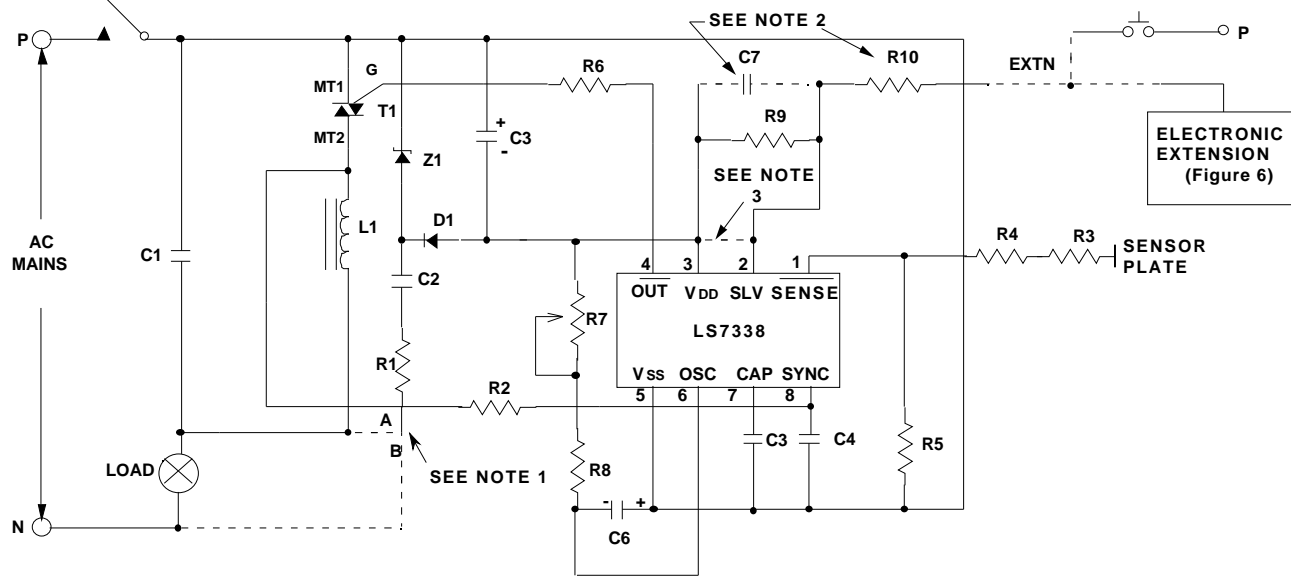 SEE NOTE 2
P
P
C7
R10
EXTN
G
R6
MT1
T1
MT2
+
-
C3
R9
ELECTRONIC
EXTENSION
(Figure 6)
Z1
SEE NOTE
3
L1
D1
AC
MAINS
C1
C2
R4
R3
SENSOR
PLATE
4
3
2
1
OUT
VDD
SLV
SENSE
R7
LS7338
R1
VSS
OSC
CAP
SYNC
R2
5
6
7
8
A
B
C3
C4
R5
LOAD
SEE NOTE 1
R8
-
+
N
C6